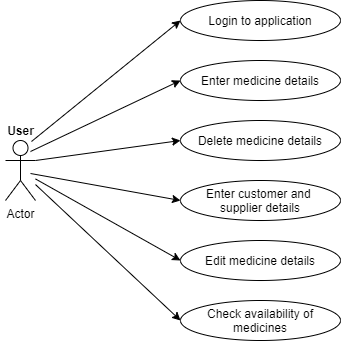 Login to application
Enter medicine details
User
Delete medicine details
Actor
Enter customer and
supplier details
Edit medicine details
Check availability of
medicines